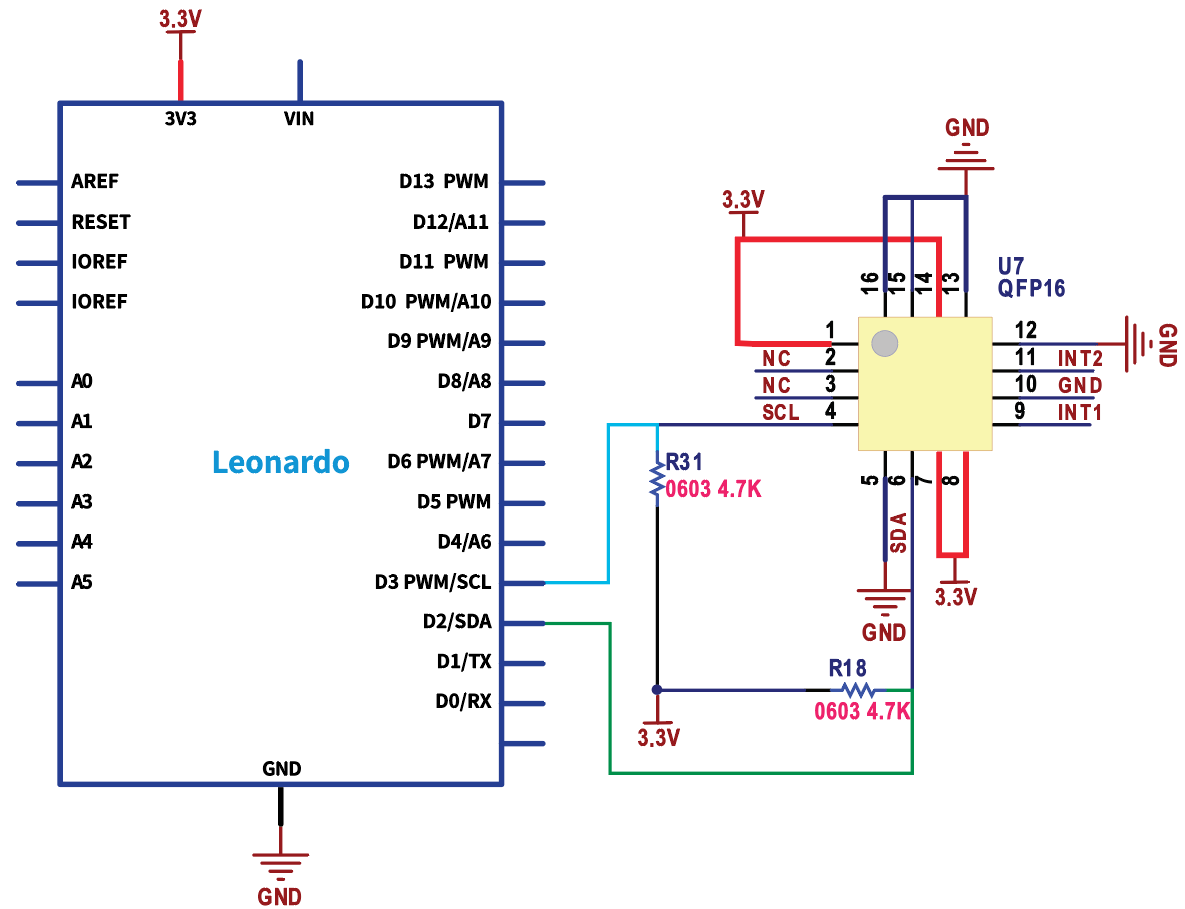 3.3V
3V3
VIN
AREF
RESET
IOREF
IOREF
A0
A1
A2
A3
A4
A5
Leonardo
D13 PWM
D12/A11
D11 PWM
D10 PWM/A10
D9 PWM/A9
D8/A8
D7
D6 PWM/A7
D5 PWM
D4/A6
D3 PWM/SCL
D2/SDA
D1/TX
D0/RX
GND
GND
GND
3.3V
16
15
14
13
U7
QFP16
1
NC 2
NC 3
SCL 4
12
11 INT2
10 GND
9 INT1
GND
5
6
7
8
SDA
GND
3.3V
R31
0603 4.7K
R18
0603 4.7K
3.3V